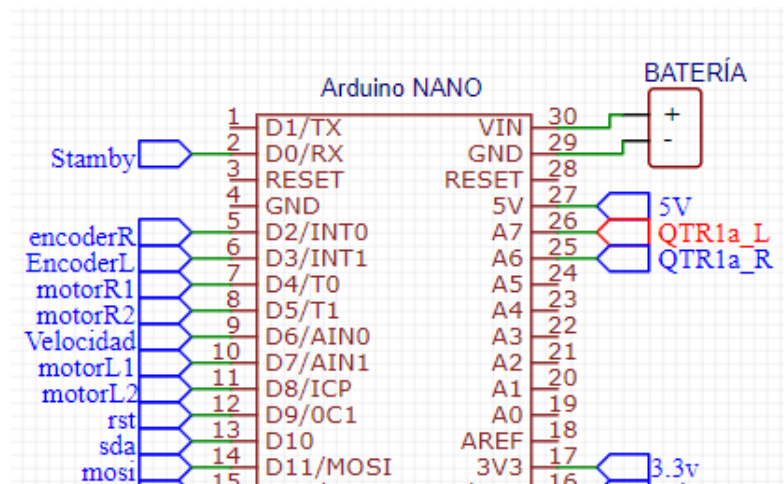 BATERÍA
Arduino NANO
+
-
1 D1/TX VIN 30
Stamby 2 D0/RX GND 29
3 RESET RESET 28
4 GND 5V 27 5V
encoderR 5 D2/INT0 A7 26 QTR1a_L
EncoderL 6 D3/INT1 A6 25 QTR1a_R
motorR1 7 D4/T0 A5 24
motorR2 8 D5/T1 A4 23
Velocidad 9 D6/AIN0 A3 22
motorL1 10 D7/AIN1 A2 21
motorL2 11 D8/ICP A1 20
rst 12 D9/0C1 A0 19
sda 13 D10 AREF 18
mosi 14 D11/MOSI 3V3 17 3.3v
15 16